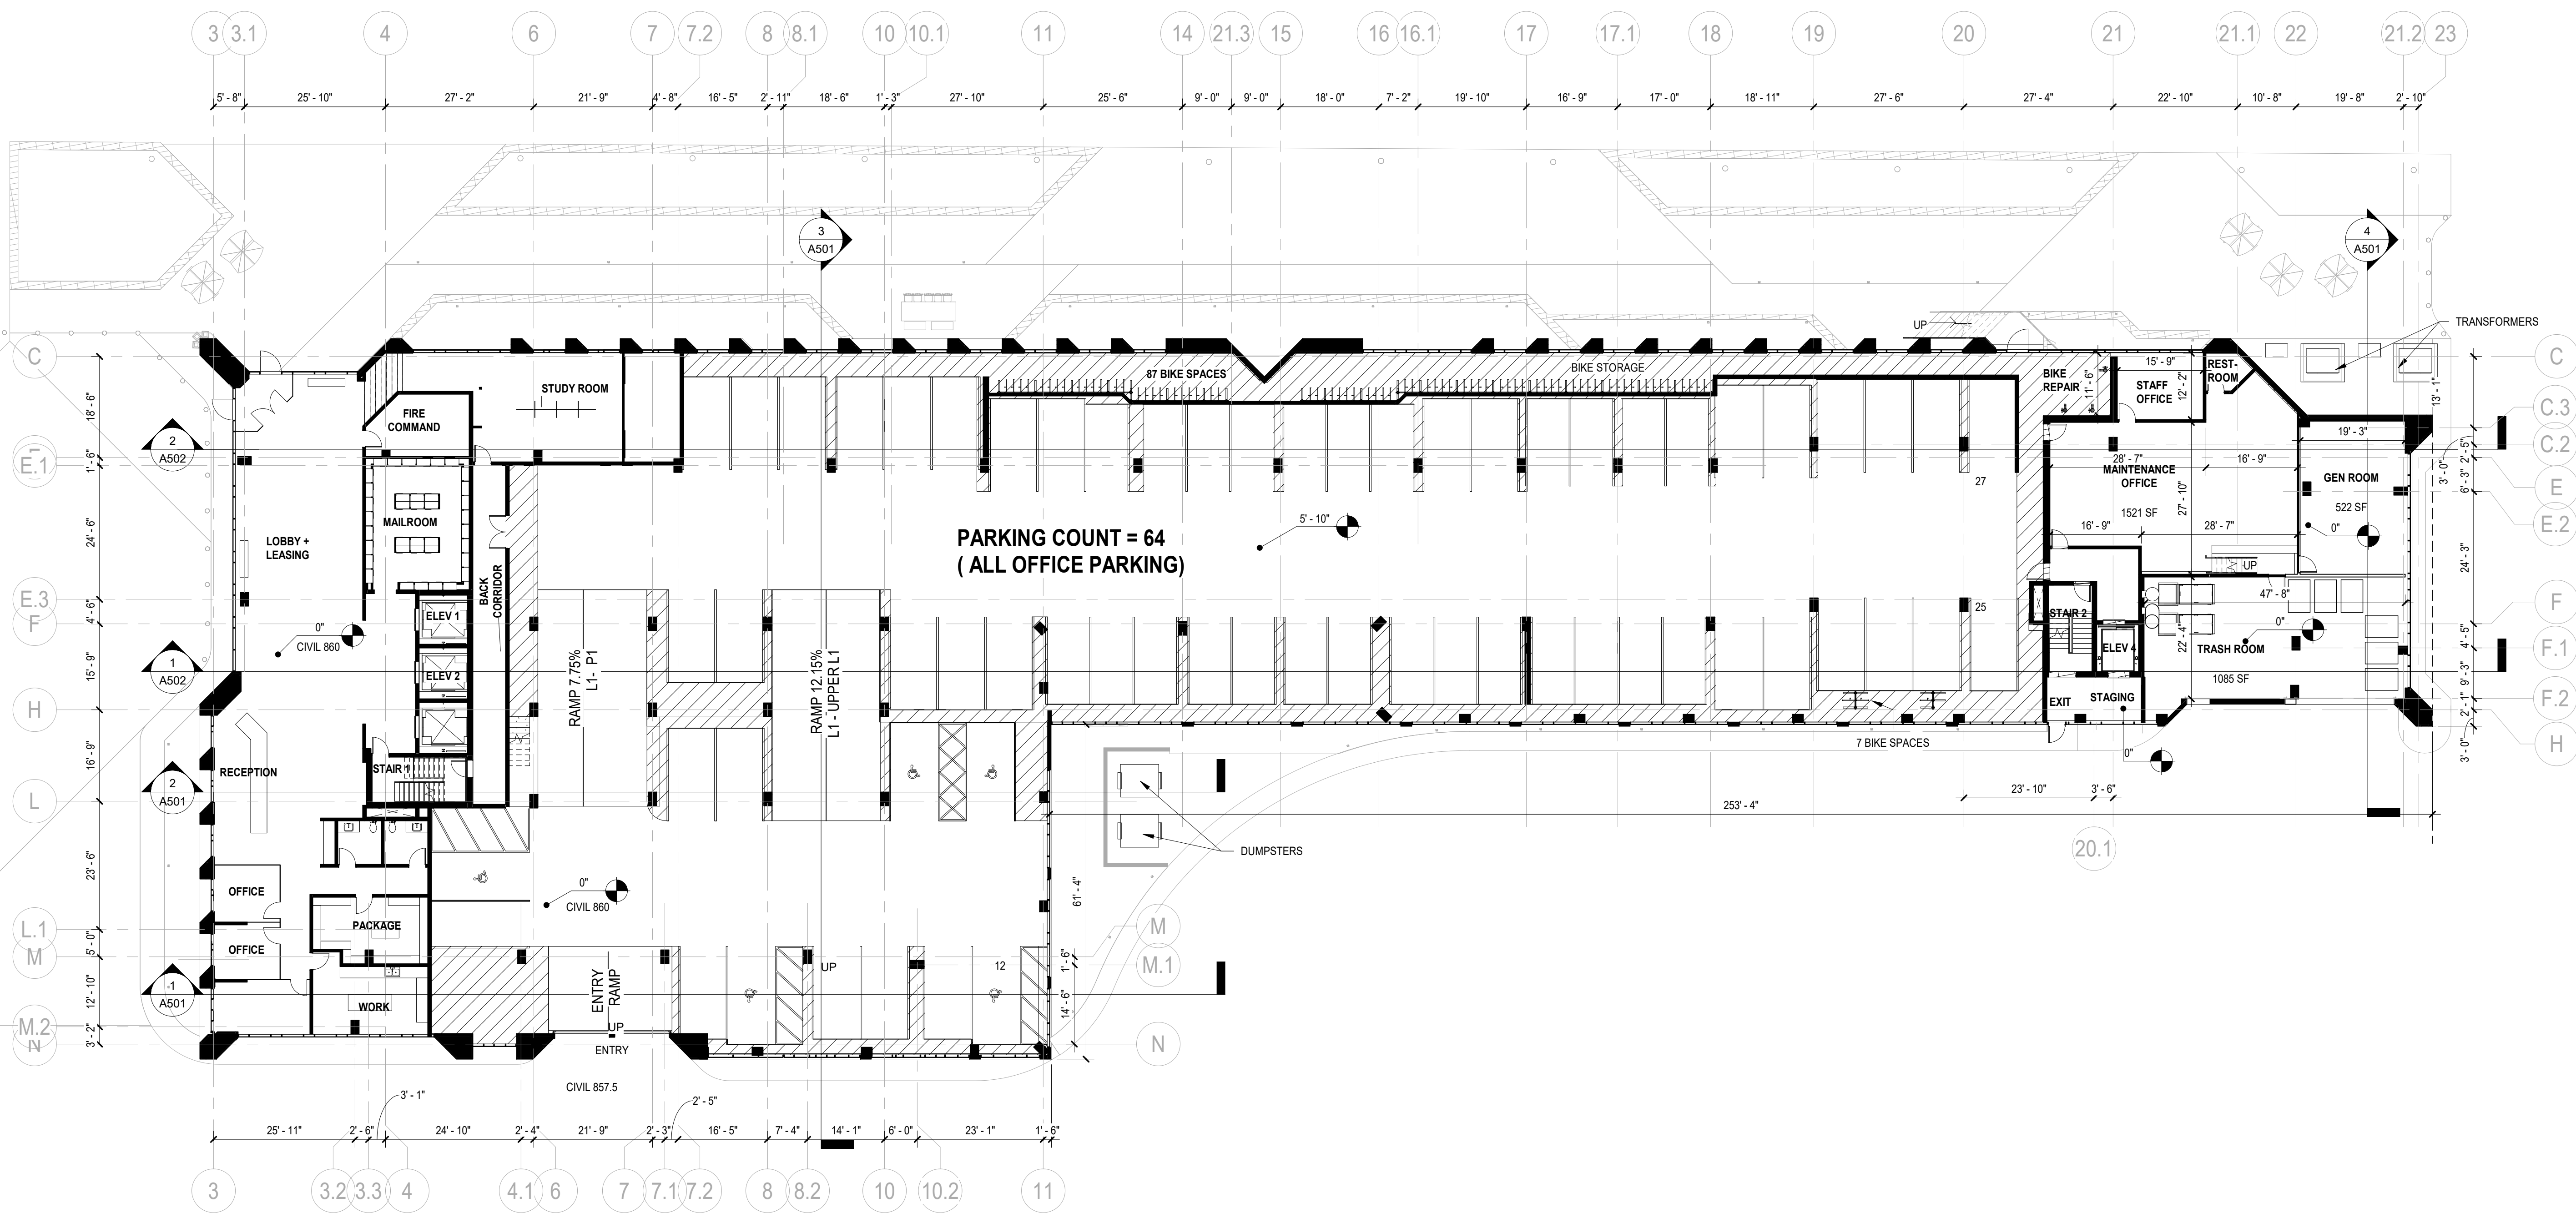 3 3.1 4 6 7 7.2 8 8.1 10 10.1 11 14 21.3 15 16 16.1 17 17.1 18 19 20 21 21.1 22 21.2 23
5' - 8" 25' - 10" 27' - 2" 21' - 9" 4' - 8" 16' - 5" 2' - 11" 18' - 6" 1' - 3" 27' - 10" 25' - 6" 9' - 0" 9' - 0" 18' - 0" 7' - 2" 19' - 10" 16' - 9" 17' - 0" 18' - 11" 27' - 6" 27' - 4" 22' - 10" 10' - 8" 19' - 8" 2' - 10"
3
A501
4
A501
UP
TRANSFORMERS
C
E.1
E.3
F
H
L
L.1
M
M.2
N
18' - 6"
1' - 6"
24' - 6"
4' - 6"
15' - 9"
16' - 9"
23' - 6"
5' - 0"
12' - 10"
3' - 2"
2
A502
1
A502
2
A501
1
A501
STUDY ROOM
FIRE
COMMAND
MAILROOM
LOBBY +
LEASING
BACK
CORRIDOR
ELEV 1
ELEV 2
0"
CIVIL 860
STAIR 1
RECEPTION
OFFICE
OFFICE
PACKAGE
WORK
87 BIKE SPACES
BIKE STORAGE
PARKING COUNT = 64
( ALL OFFICE PARKING)
5' - 10"
27
25
RAMP 7.75%
L1- P1
RAMP 12.15%
L1 - UPPER L1
0"
CIVIL 860
ENTRY
RAMP
UP
UP
12
ENTRY
CIVIL 857.5
BIKE
REPAIR
11' - 6"
15' - 9"
STAFF
OFFICE
12' - 2"
REST-
ROOM
28' - 7"
16' - 9"
MAINTENANCE
OFFICE
1521 SF
27' - 10"
16' - 9"
28' - 7"
19' - 3"
GEN ROOM
522 SF
0"
UP
47' - 8"
0"
STAIR 2
ELEV 4
22' - 4"
TRASH ROOM
1085 SF
EXIT
STAGING
0"
7 BIKE SPACES
DUMPSTERS
253' - 4"
23' - 10"
3' - 6"
20.1
61' - 4"
1' - 6"
14' - 6"
M
M.1
N
13' - 1"
2' - 5"
3' - 0"
6' - 3"
24' - 3"
4' - 5"
9' - 3"
2' - 1"
3' - 0"
C
C.3
C.2
E
E.2
F
F.1
F.2
H
3' - 1"
2' - 5"
25' - 11" 2' - 6" 24' - 10" 2' - 4" 21' - 9" 2' - 3" 16' - 5" 7' - 4" 14' - 1" 6' - 0" 23' - 1" 1' - 6"
3 3.2 3.3 4 4.1 6 7 7.1 7.2 8 8.2 10 10.2 11